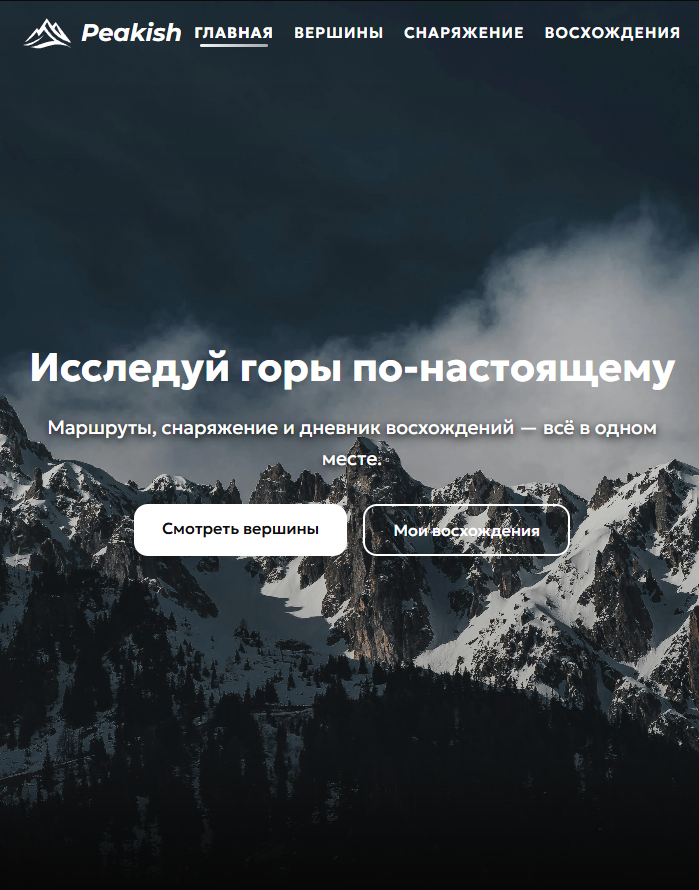 Peakish ГЛАВНАЯ ВЕРШИНЫ СНАРЯЖЕНИЕ ВОСХОЖДЕНИЯ
Исследуй горы по-настоящему
Маршруты, снаряжение и дневник восхождений — всё в одном
месте.
Смотреть вершины Мои восхождения